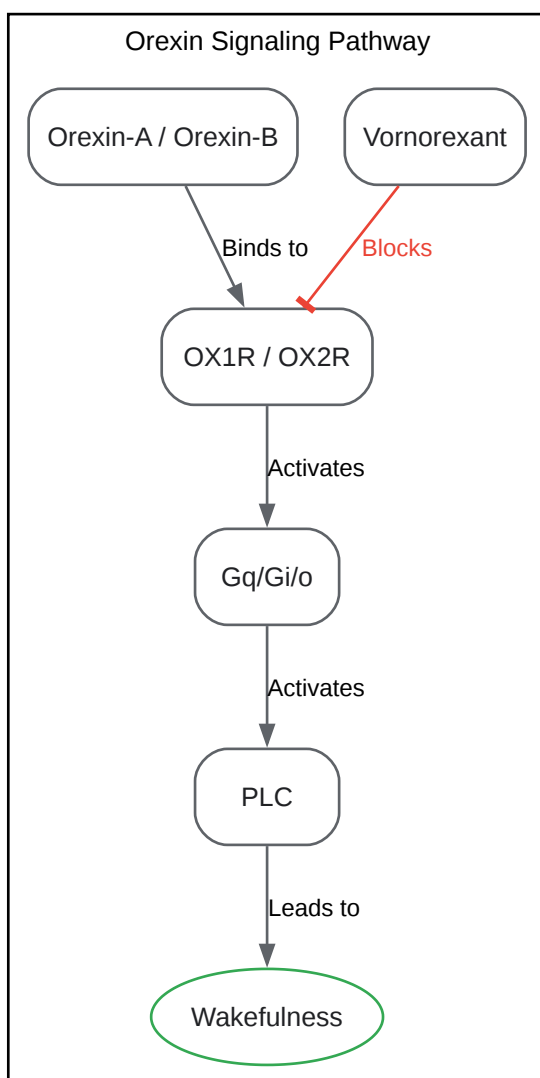 Orexin Signaling Pathway
Orexin-A / Orexin-B
Vornorexant
Binds to
Blocks
OX1R / OX2R
Activates
Gq/Gi/o
Activates
PLC
Leads to
Wakefulness